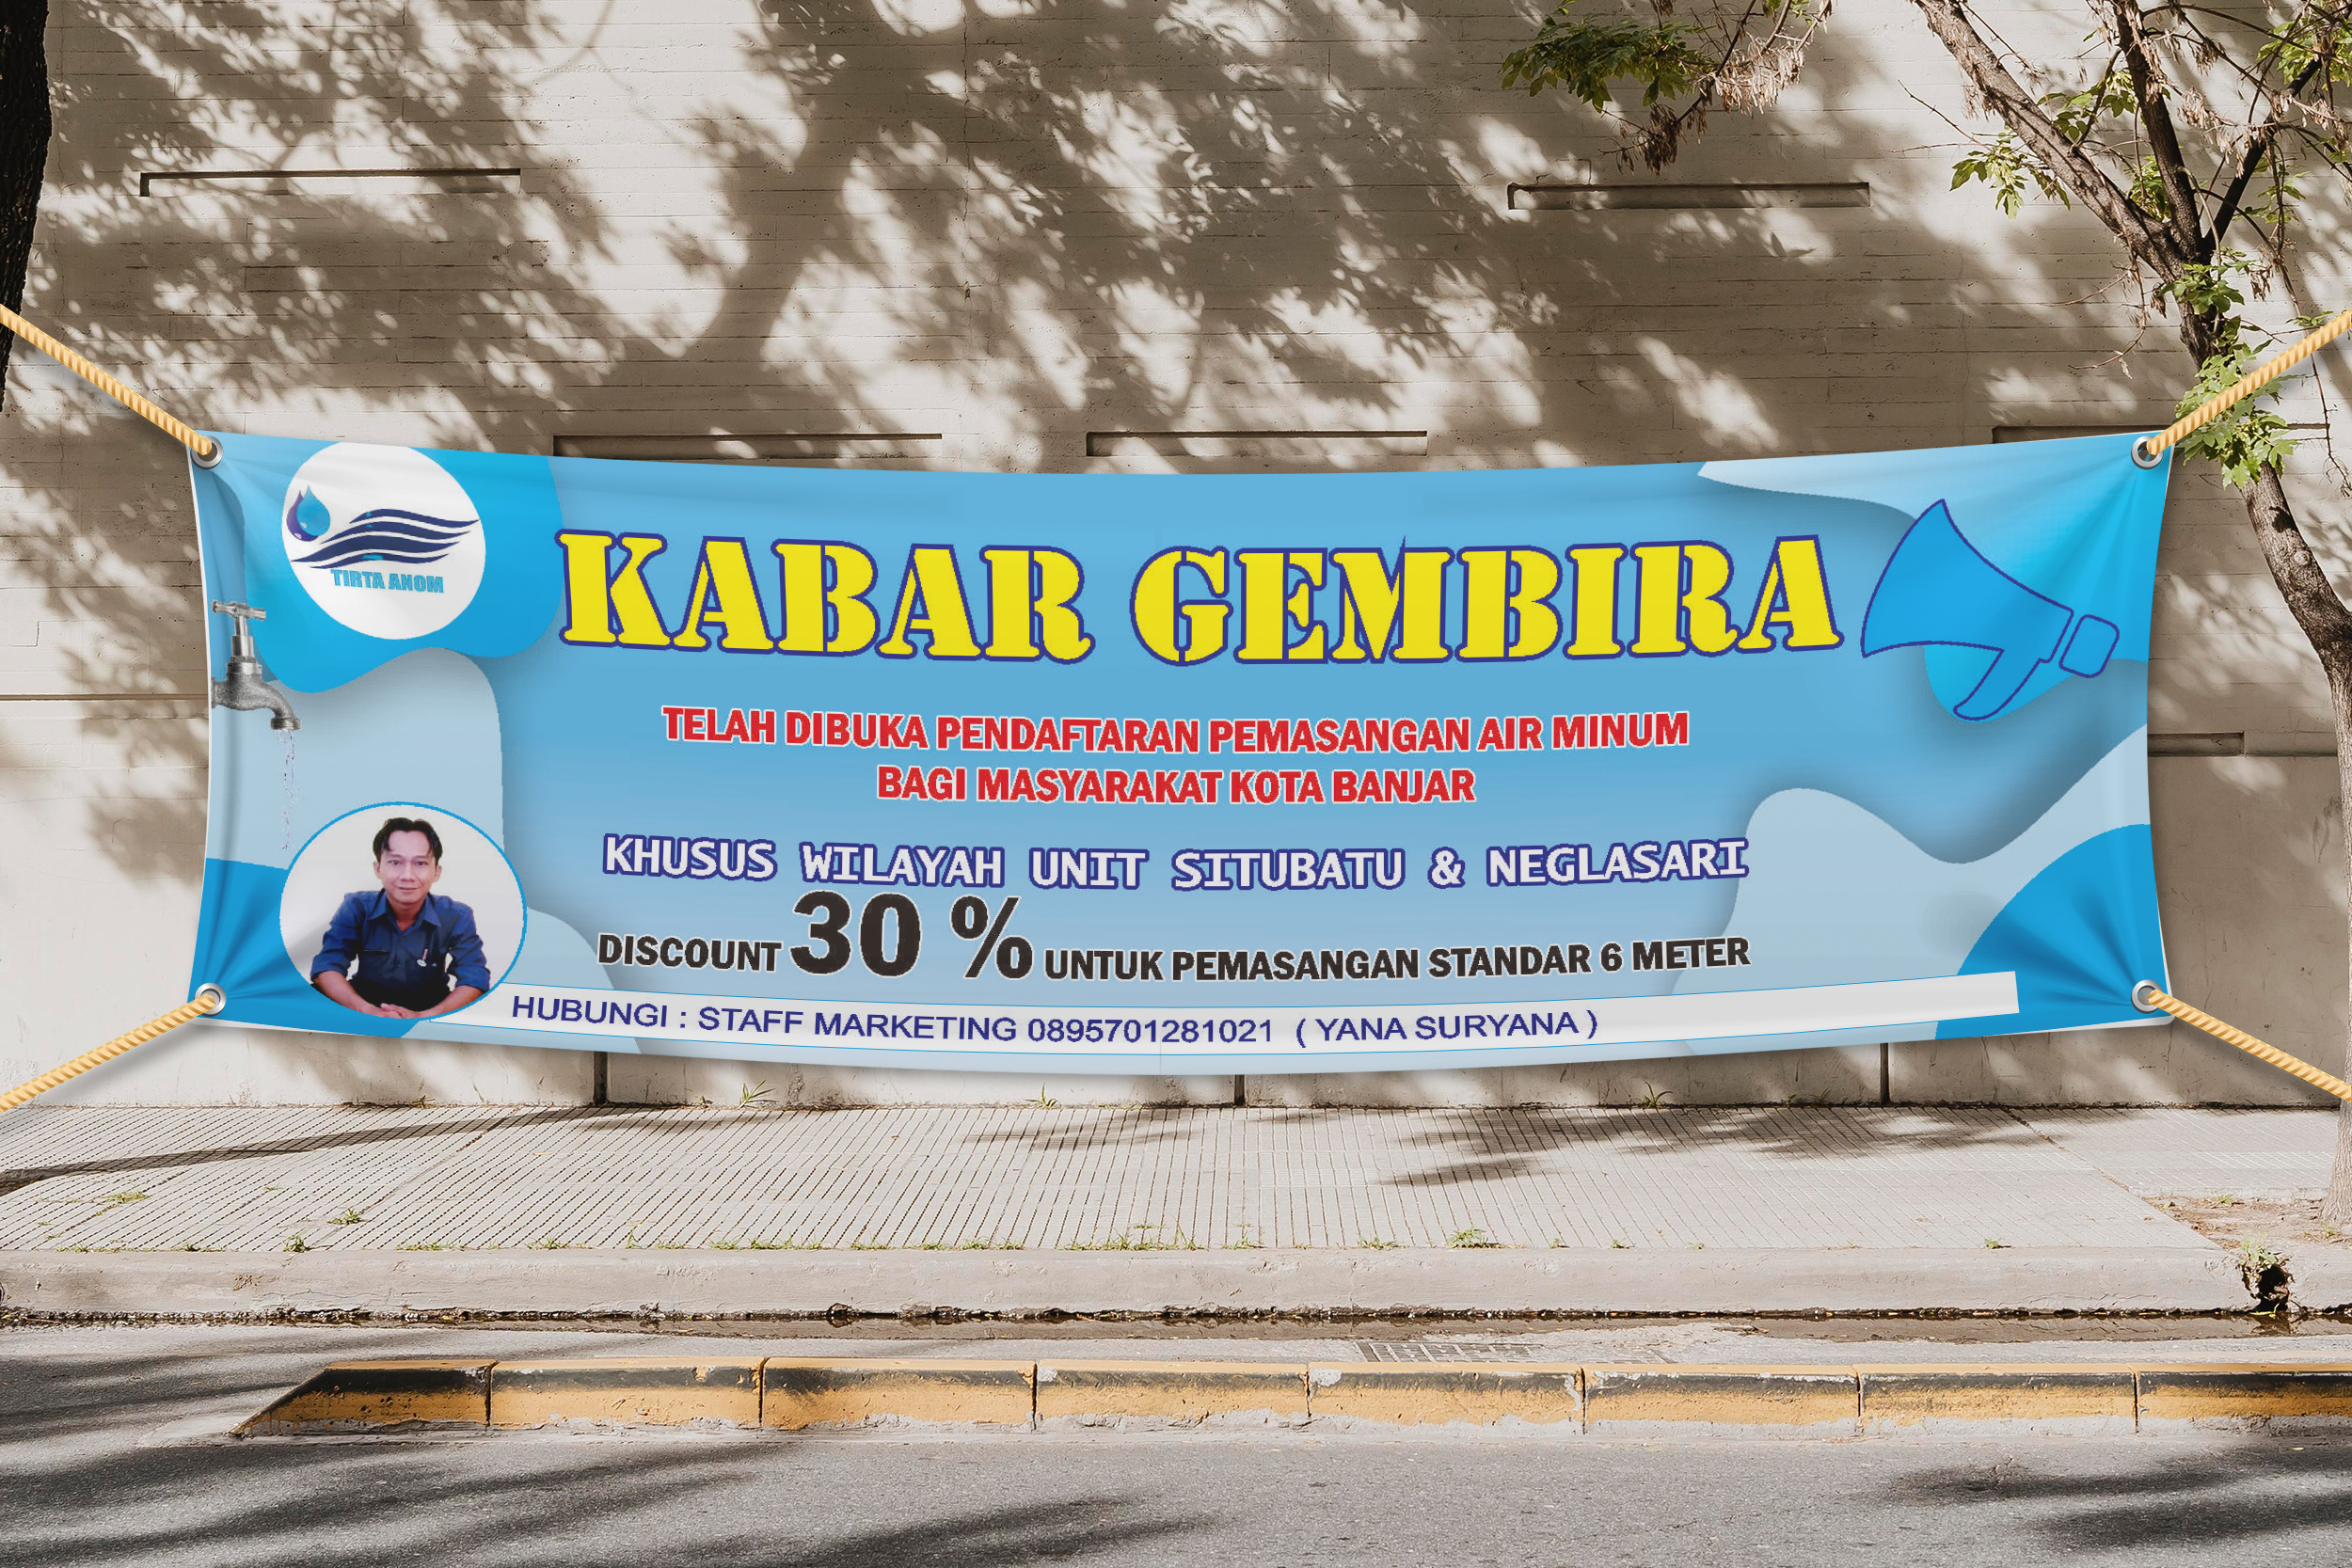 TIRTA ANOM
KABAR GEMBIRA
TELAH DIBUKA PENDAFTARAN PEMASANGAN AIR MINUM
BAGI MASYARAKAT KOTA BANJAR
KHUSUS WILAYAH UNIT SITUBATU & NEGLASARI
DISCOUNT 30 % UNTUK PEMASANGAN STANDAR 6 METER
HUBUNGI : STAFF MARKETING 0895701281021 ( YANA SURYANA )